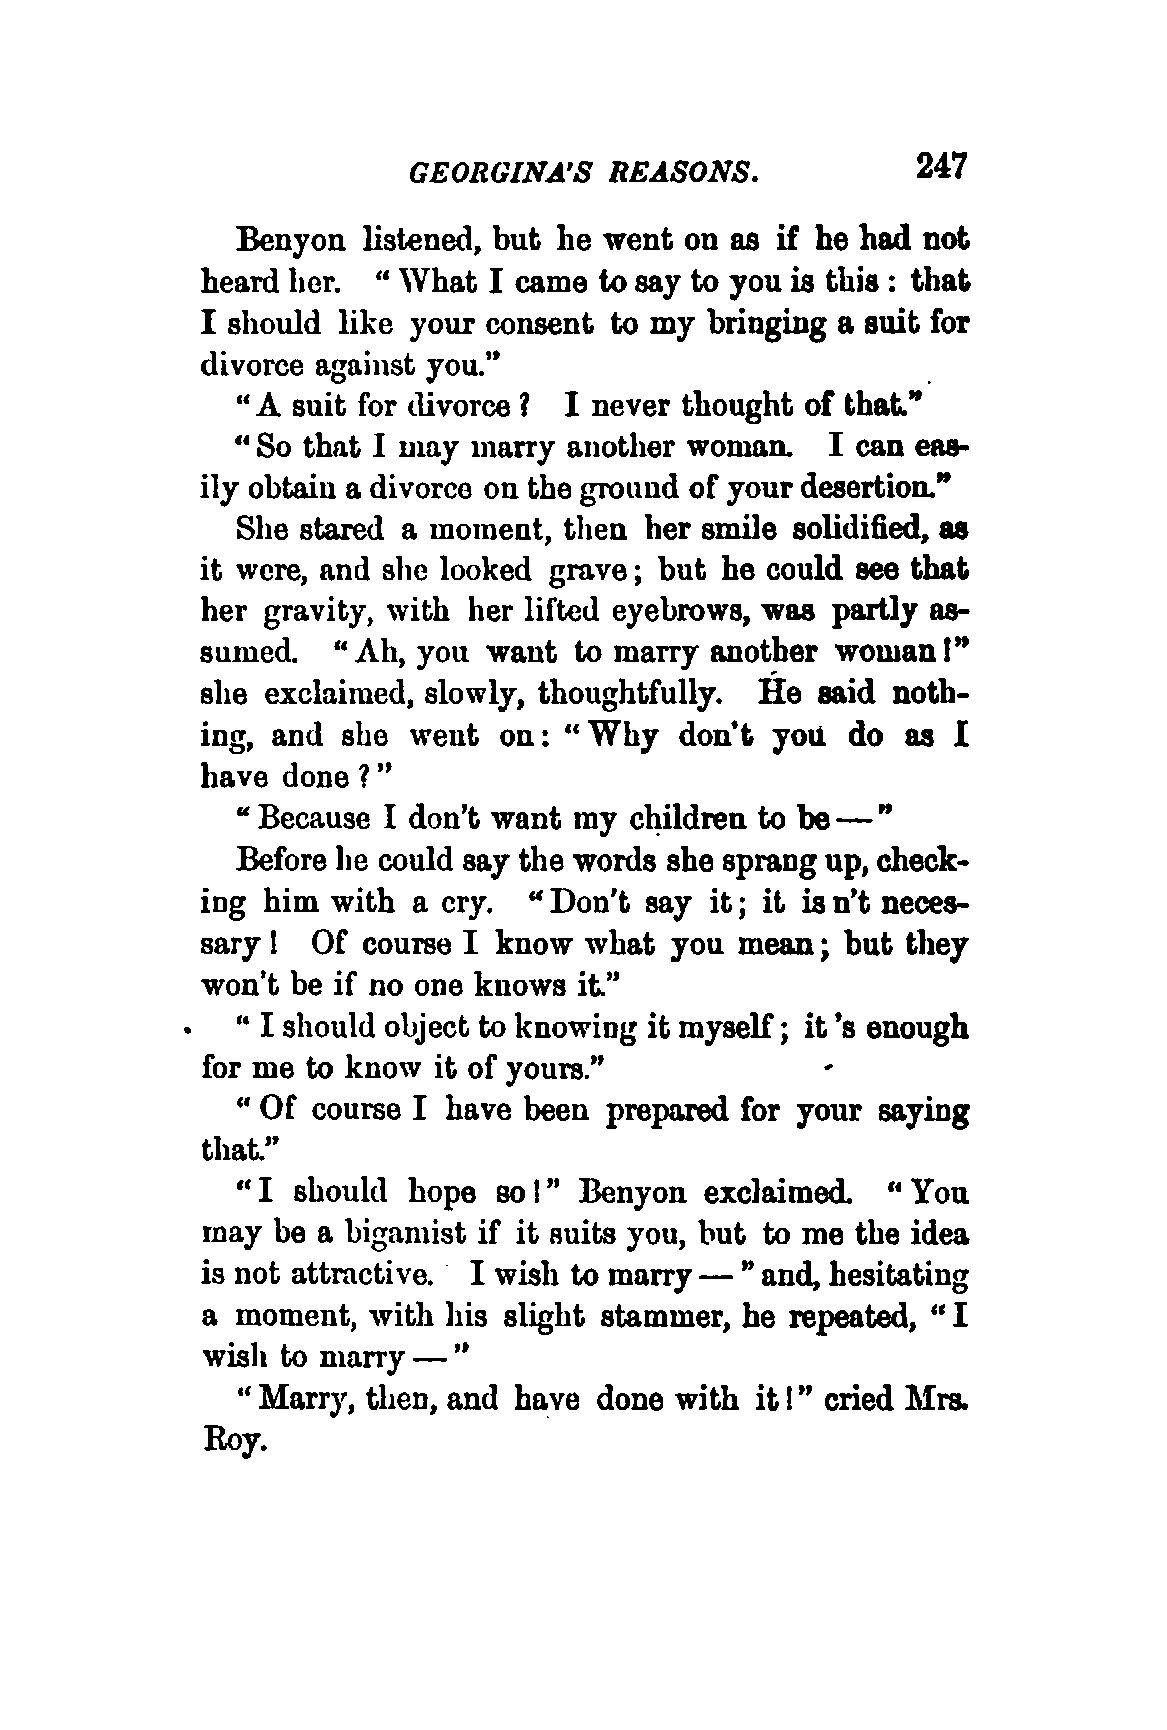 GEORGINA'S REASONS. 247
Benyon listened, but he went on as if he had not
heard her. "What I came to say to you is this: that
I should like your consent to my bringing a suit for
divorce against you."
"A suit for divorce? I never thought of that."
"So that I may marry another woman. I can eas-
ily obtain a divorce on the ground of your desertion."
She stared a moment, then her smile solidified, as
it were, and she looked grave; but he could see that
her gravity, with her lifted eyebrows, was partly as-
sumed. "Ah, you want to marry another woman!"
she exclaimed, slowly, thoughtfully. He said noth-
ing, and she went on: "Why don't you do as I
have done?"
"Because I don't want my children to be—"
Before he could say the words she sprang up, check-
ing him with a cry. "Don't say it; it is n't neces-
sary! Of course I know what you mean; but they
won't be if no one knows it."
"I should object to knowing it myself; it 's enough
for me to know it of yours."
"Of course I have been prepared for your saying
that."
"I should hope so!" Benyon exclaimed. "You
may be a bigamist if it suits you, but to me the idea
is not attractive. I wish to marry—" and, hesitating
a moment, with his slight stammer, he repeated, "I
wish to marry—"
"Marry, then, and have done with it!" cried Mrs.
Roy.